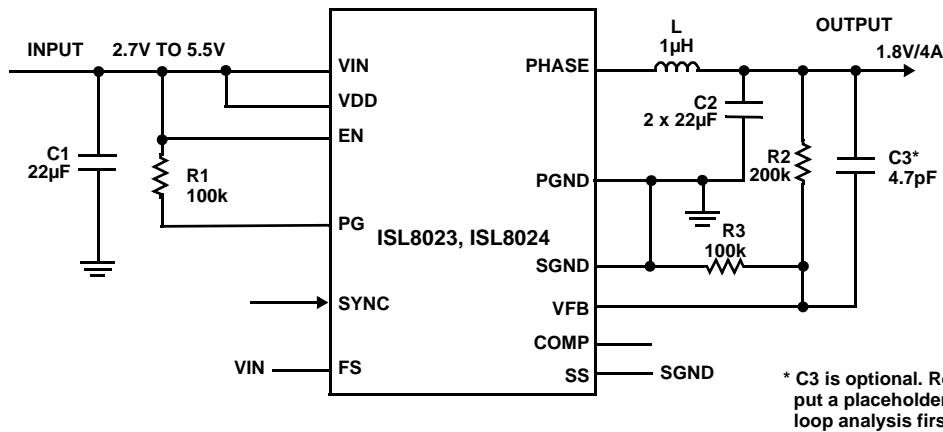 INPUT
2.7V TO 5.5V
C1
22µF
R1
100k
VIN
VDD
EN
PG
SYNC
VIN
FS
ISL8023, ISL8024
PHASE
PGND
SGND
VFB
COMP
SS
SGND
L
1µH
C2
2 x 22µF
R2
200k
R3
100k
C3*
4.7pF
OUTPUT
1.8V/4A
* C3 is optional.
put a placeholder
loop analysis